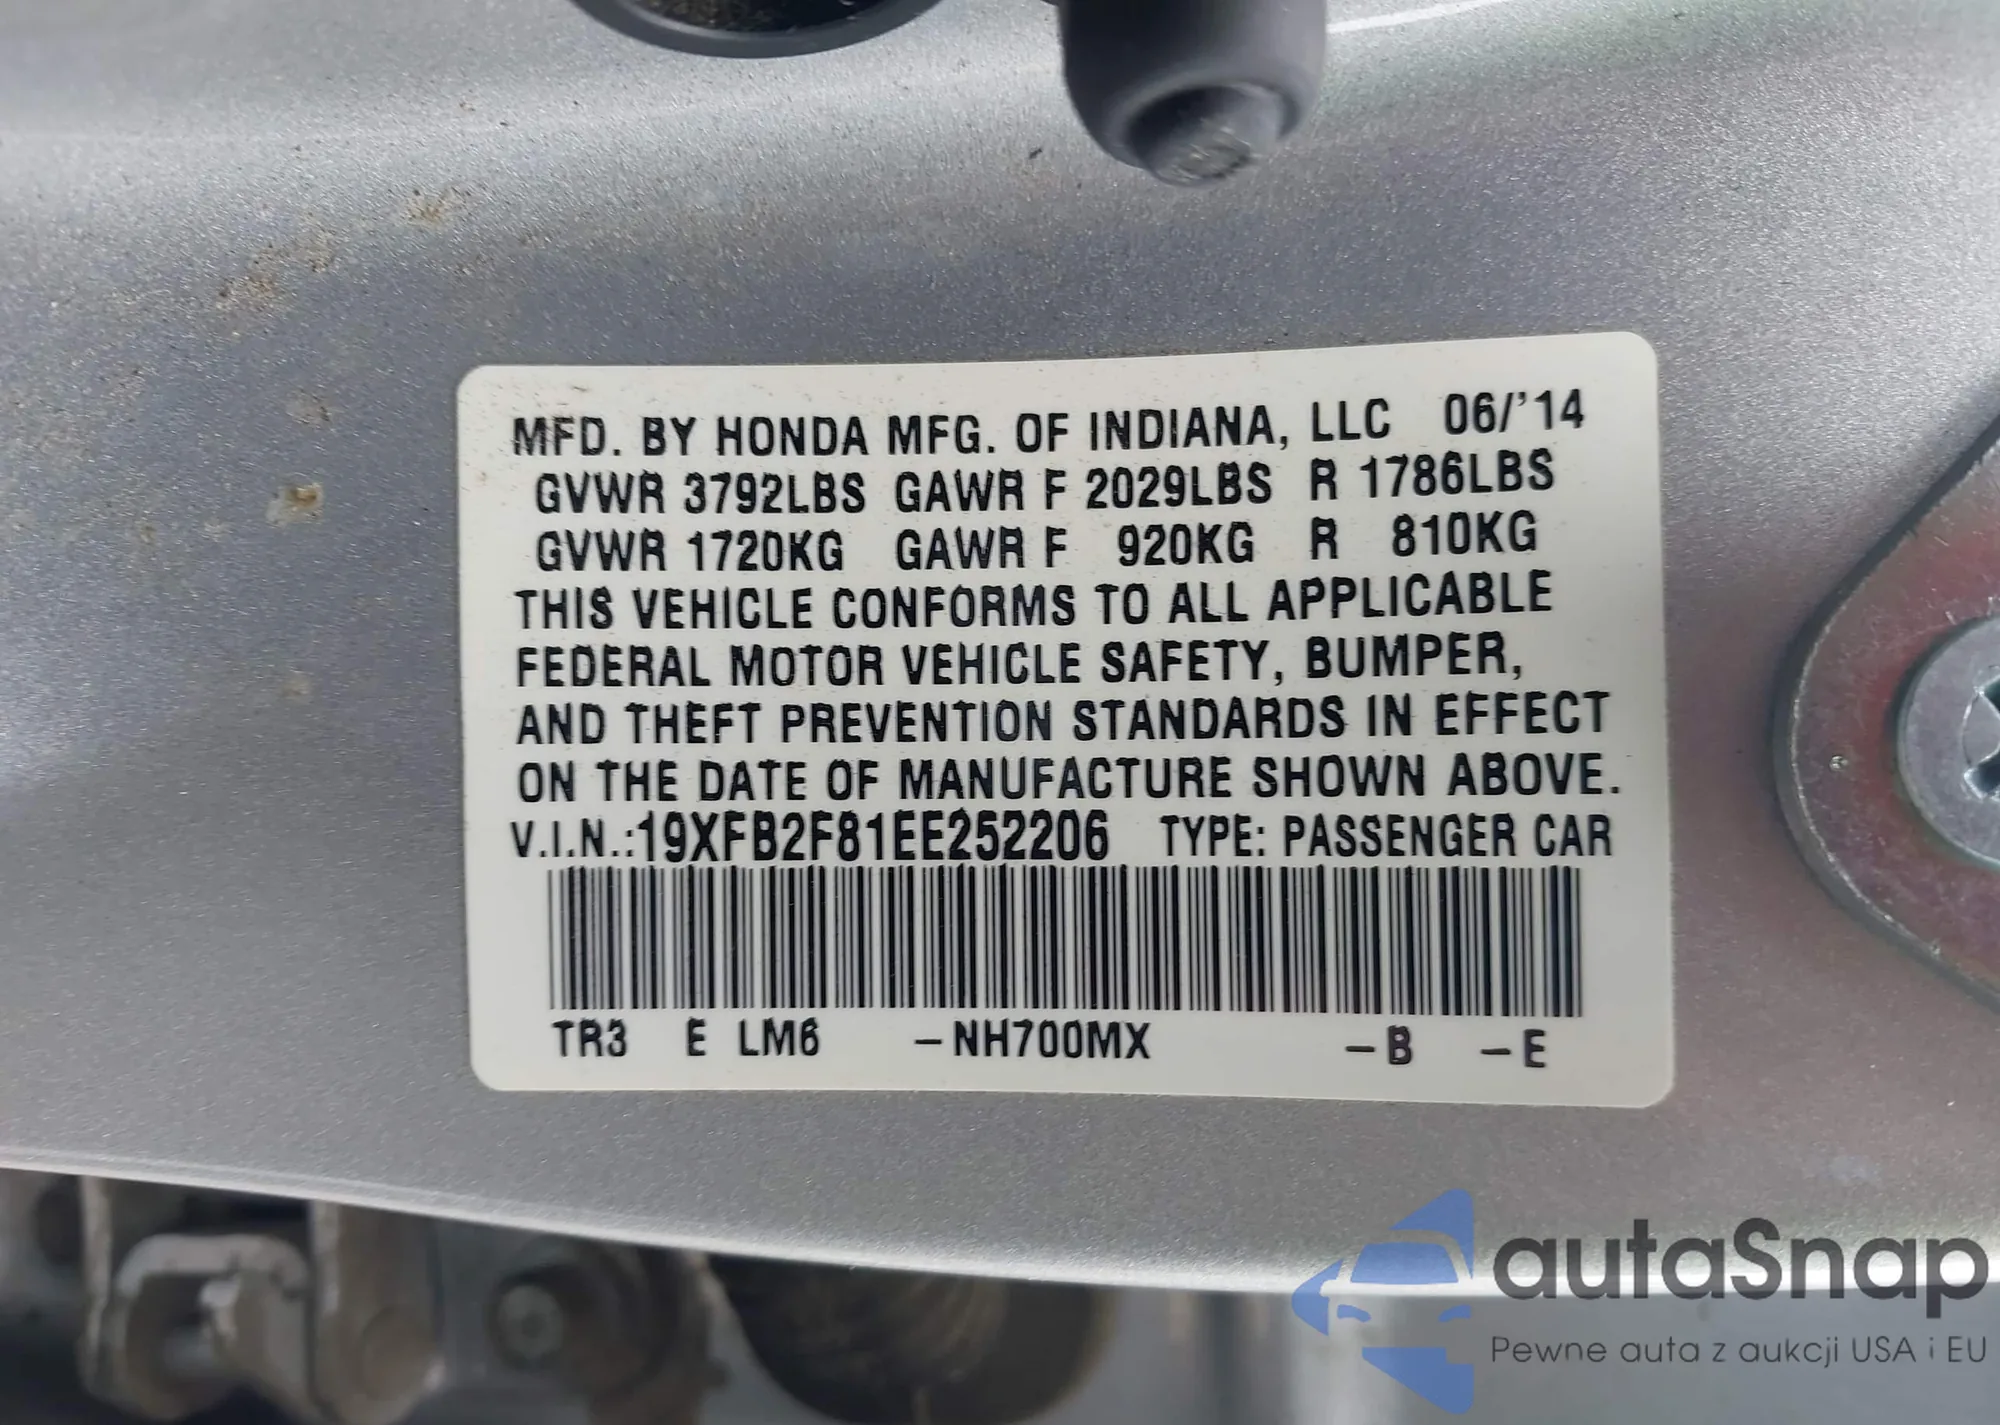 MFD. BY HONDA MFG. OF INDIANA, LLC 06/'14
GVWR 3792LBS GAWR F 2029LBS R 1786LBS
GVWR 1720KG GAWR F 920KG R 810KG
THIS VEHICLE CONFORMS TO ALL APPLICABLE
FEDERAL MOTOR VEHICLE SAFETY, BUMPER,
AND THEFT PREVENTION STANDARDS IN EFFECT
ON THE DATE OF MANUFACTURE SHOWN ABOVE.
V.I.N.:19XFB2F81EE252206 TYPE: PASSENGER CAR
TR3 E LM6 –NH700MX –B –E
autaSnap
Pewne auta z aukcji USA i EU